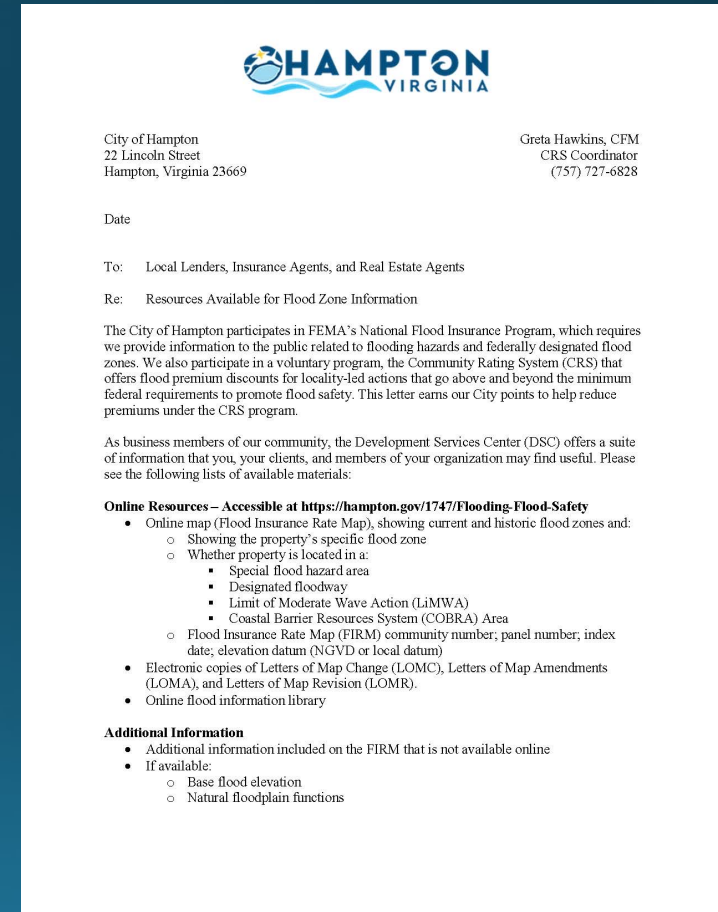 HAMPTON
VIRGINIA
City of Hampton
22 Lincoln Street
Hampton, Virginia 23669
Greta Hawkins, CFM
CRS Coordinator
(757) 727-6828
Date
To: Local Lenders, Insurance Agents, and Real Estate Agents
Re: Resources Available for Flood Zone Information
The City of Hampton participates in FEMA's National Flood Insurance Program, which requires
we provide information to the public related to flooding hazards and federally designated flood
zones. We also participate in a voluntary program, the Community Rating System (CRS) that
offers flood premium discounts for locality-led actions that go above and beyond the minimum
federal requirements to promote flood safety. This letter earns our City points to help reduce
premiums under the CRS program.
As business members of our community, the Development Services Center (DSC) offers a suite
of information that you, your clients, and members of your organization may find useful. Please
see the following lists of available materials:
Online Resources – Accessible at https://hampton.gov/1747/Flooding-Flood-Safety
• Online map (Flood Insurance Rate Map), showing current and historic flood zones and:
o Showing the property's specific flood zone
o Whether property is located in a:
▪ Special flood hazard area
▪ Designated floodway
▪ Limit of Moderate Wave Action (LiMWA)
▪ Coastal Barrier Resources System (COBRA) Area
o Flood Insurance Rate Map (FIRM) community number; panel number; index
date; elevation datum (NGVD or local datum)
• Electronic copies of Letters of Map Change (LOMC), Letters of Map Amendments
(LOMA), and Letters of Map Revision (LOMR).
• Online flood information library
Additional Information
• Additional information included on the FIRM that is not available online
• If available:
o Base flood elevation
o Natural floodplain functions